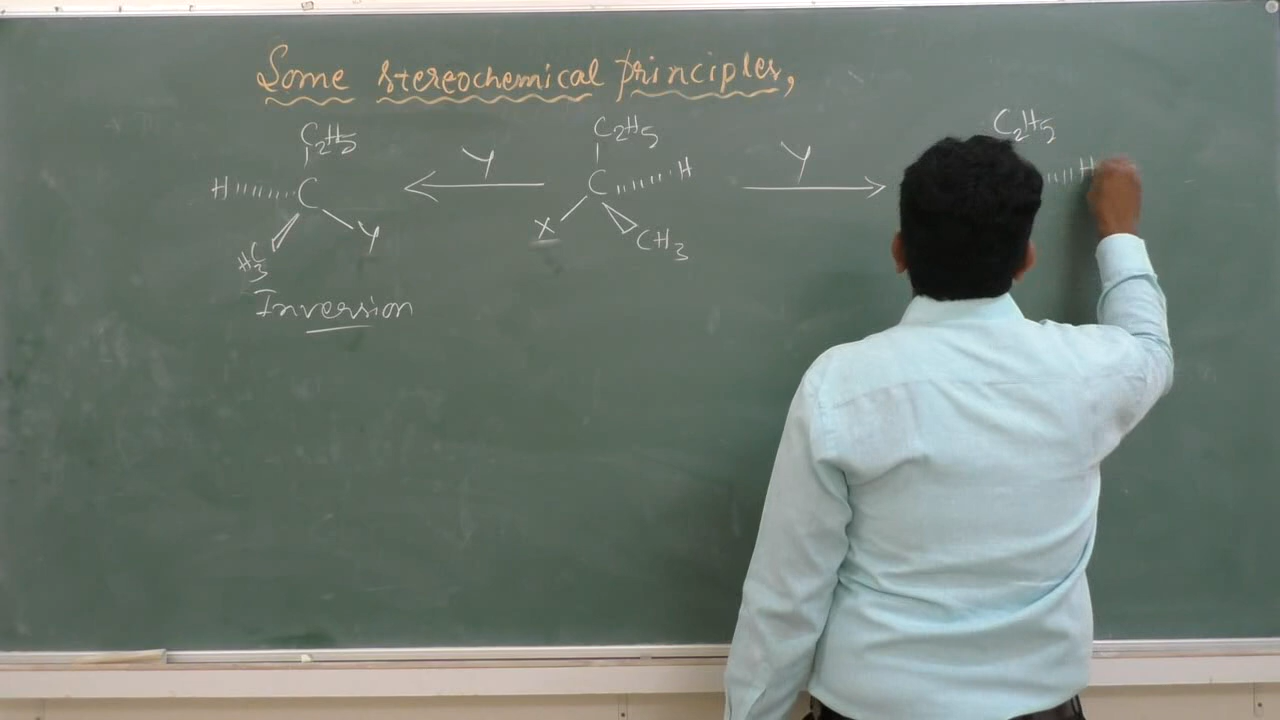 Some stereochemical principles,
C2H5 C2H5 C2H5
Y Y
H C C H H
X CH3
H3C Y
Inversion